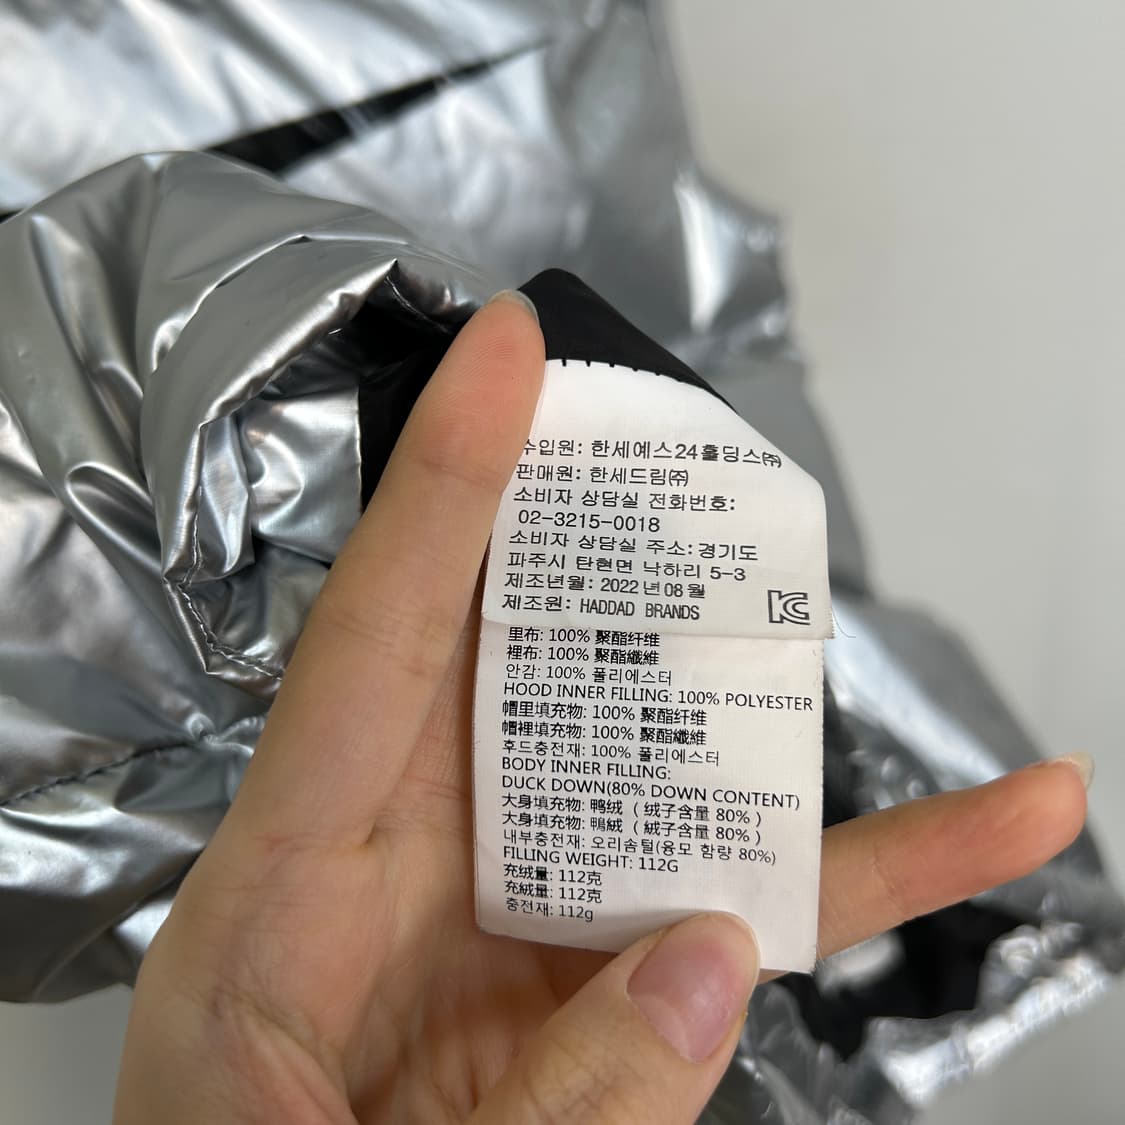 수입원: 한세예스24홀딩스㈜
판매원: 한세드림㈜
소비자 상담실 전화번호:
02-3215-0018
소비자 상담실 주소: 경기도
파주시 탄현면 낙하리 5-3
제조년월: 2022 년 08 월
제조원: HADDAD BRANDS
里布: 100% 聚酯纤维
裡布: 100% 聚酯纖維
안감: 100% 폴리에스터
HOOD INNER FILLING: 100% POLYESTER
帽里填充物: 100% 聚酯纤维
帽裡填充物: 100% 聚酯纖維
후드충전재: 100% 폴리에스터
BODY INNER FILLING:
DUCK DOWN(80% DOWN CONTENT)
大身填充物: 鸭绒 ( 绒子含量 80% )
大身填充物: 鴨絨 ( 絨子含量 80% )
내부충전재: 오리솜털(용모 함량 80%)
FILLING WEIGHT: 112G
充绒量: 112克
充絨量: 112克
충전재: 112g